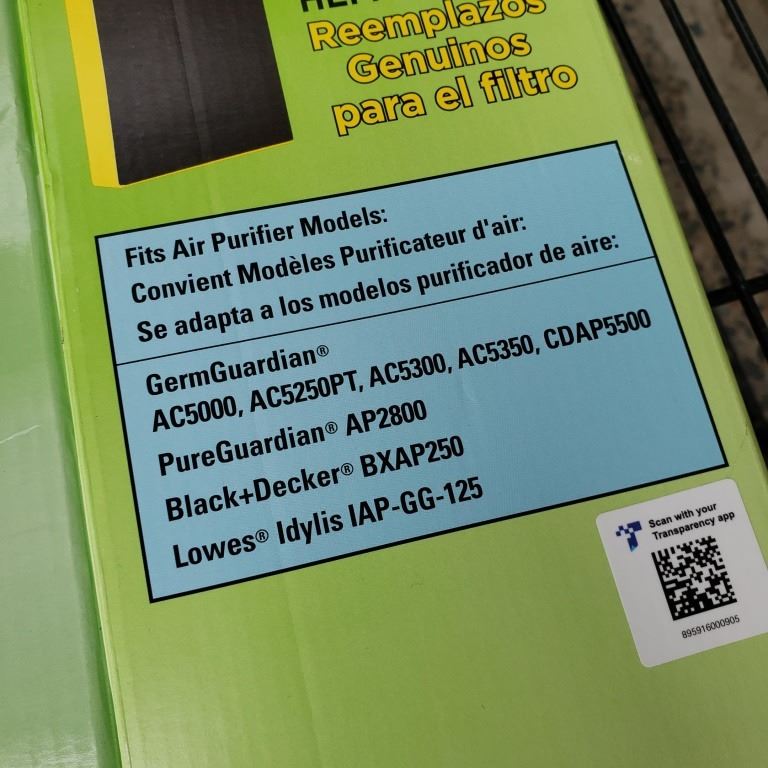 Reemplazos
Genuinos
para el filtro
Fits Air Purifier Models:
Convient Modèles Purificateur d'air:
Se adapta a los modelos purificador de aire:
GermGuardian®
AC5000, AC5250PT, AC5300, AC5350, CDAP5500
PureGuardian® AP2800
Black+Decker® BXAP250
Lowes® Idylis IAP-GG-125
Scan with your
Transparency app
895916000905